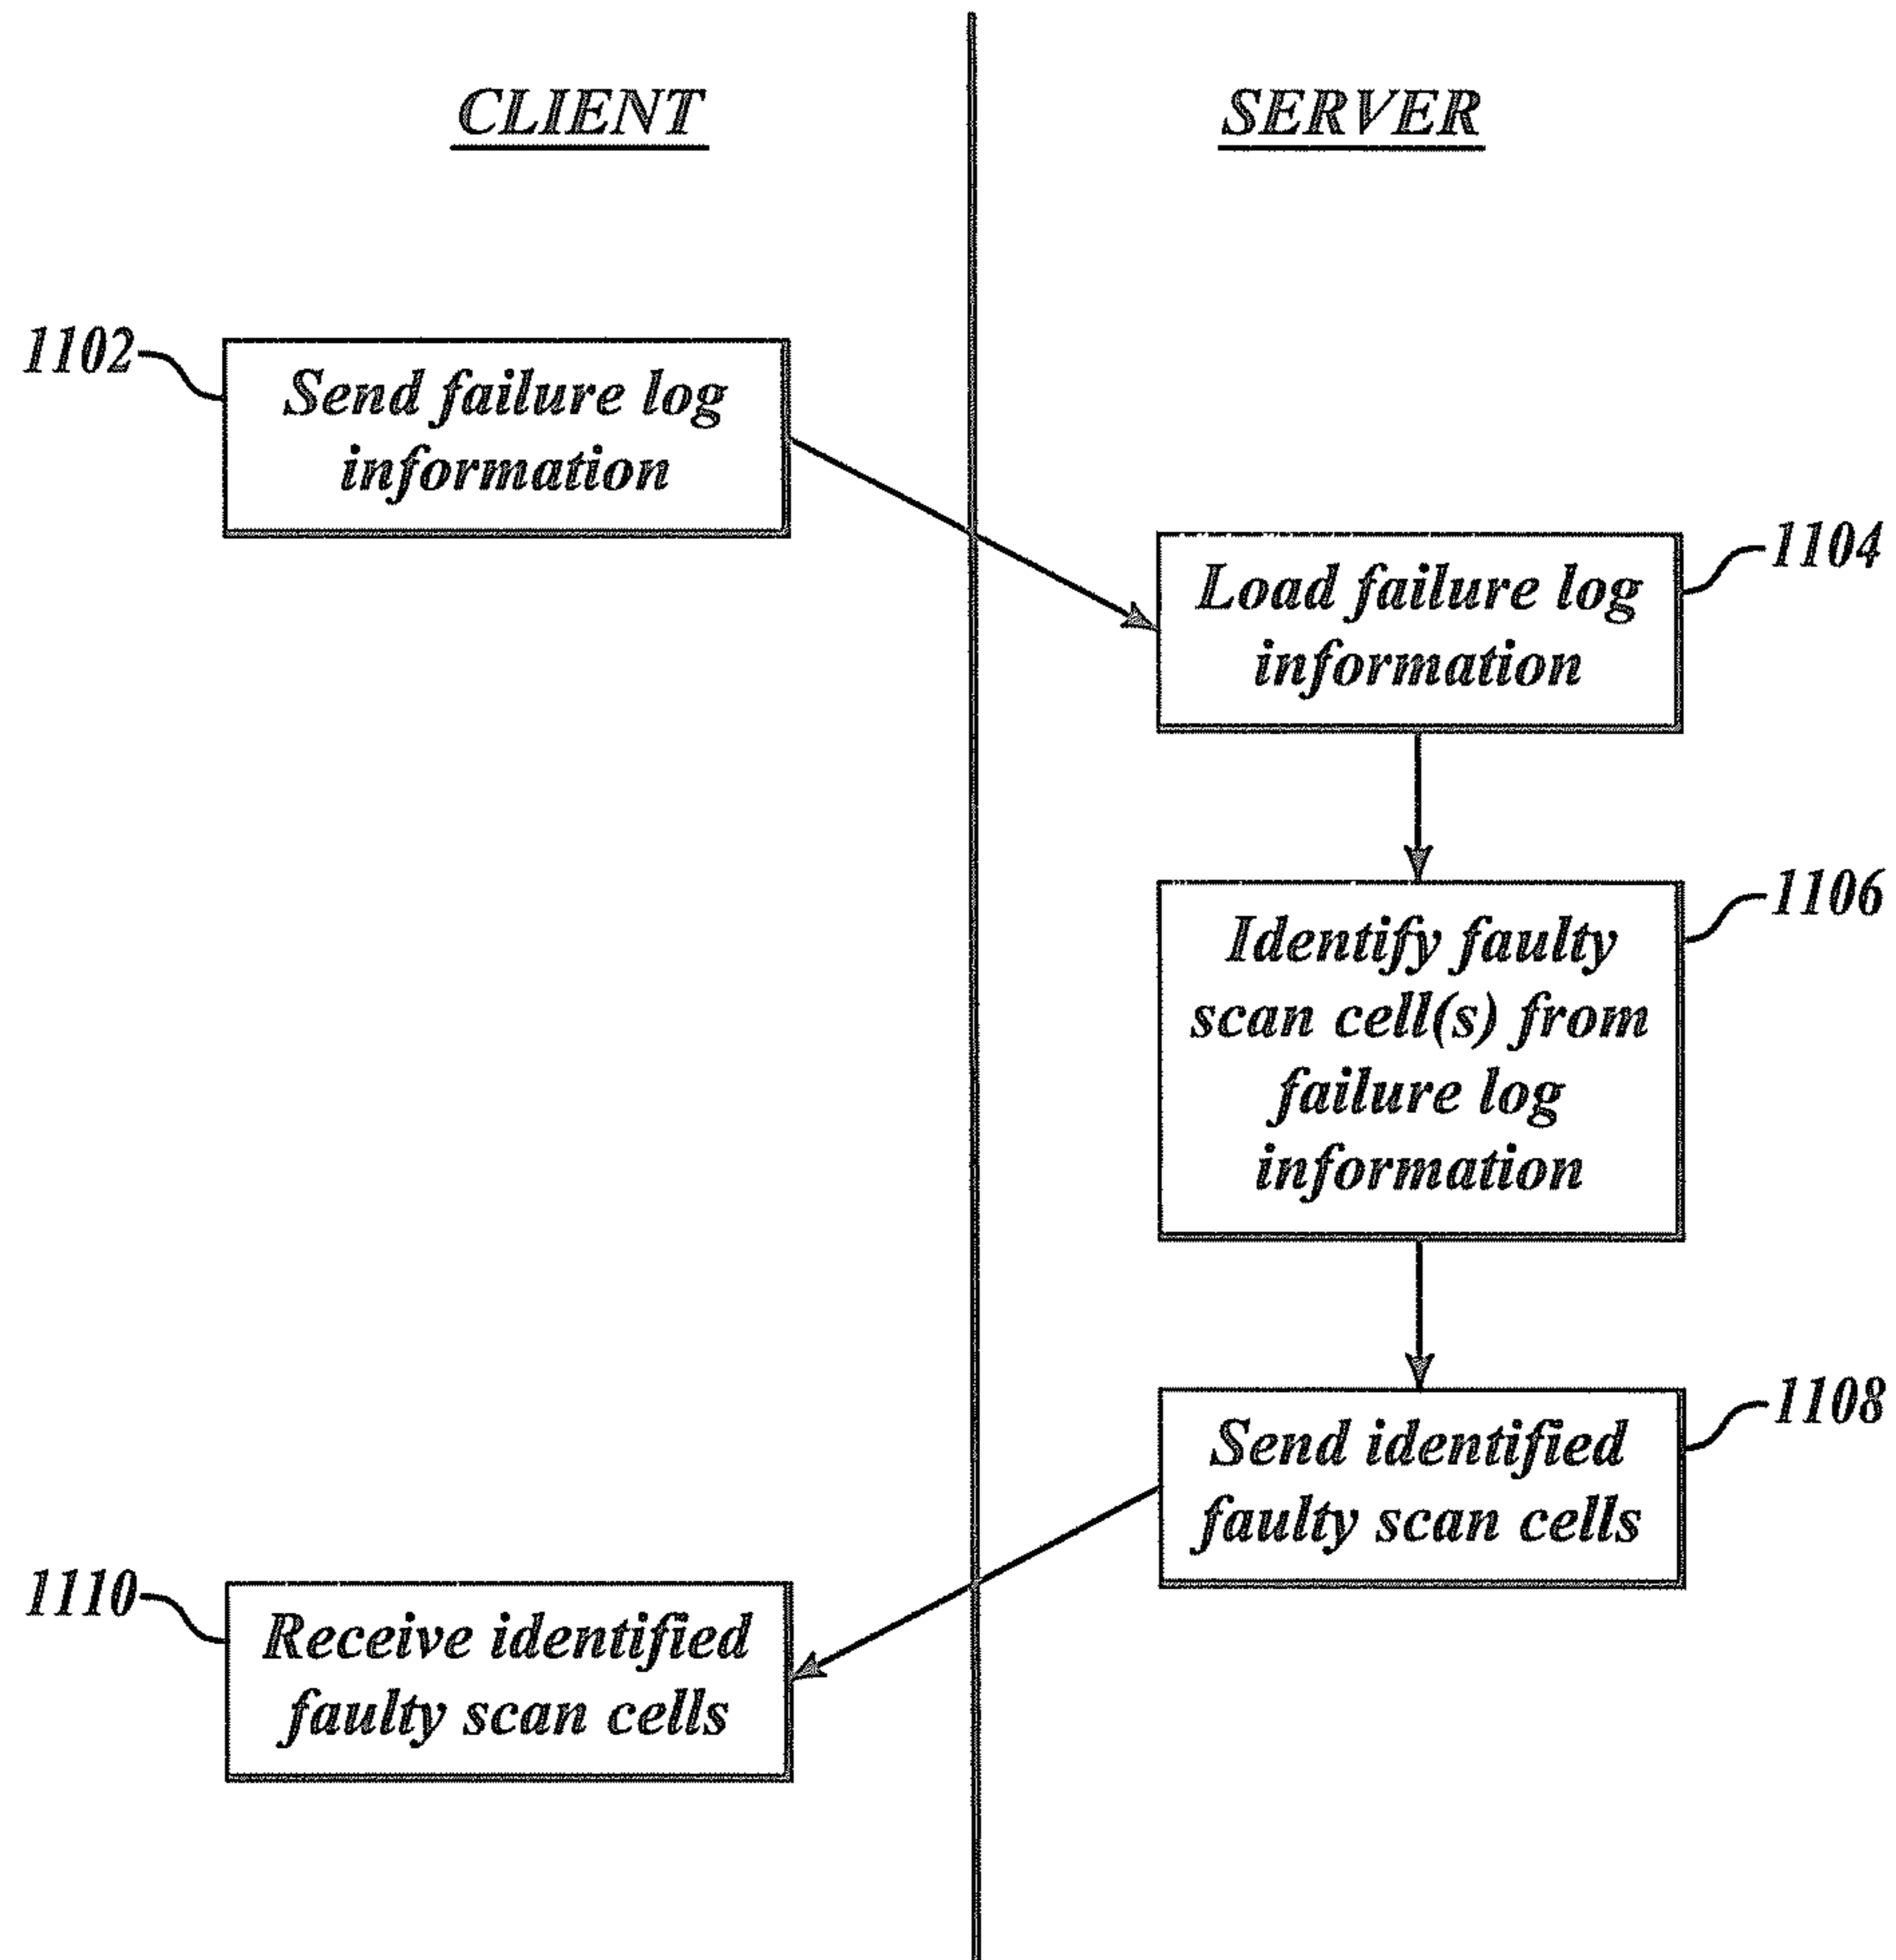 CLIENT
SERVER
1102
Send failure log
information
1104
Load failure log
information
1106
Identify faulty
scan cell(s) from
failure log
information
1108
Send identified
faulty scan cells
1110
Receive identified
faulty scan cells